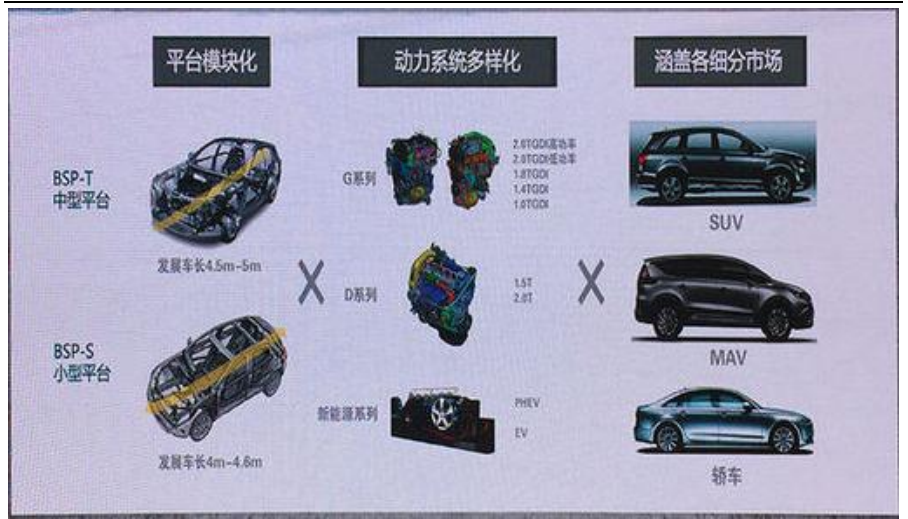 平台模块化
动力系统多样化
涵盖各细分市场
BSP-T
中型平台
发展车长4.5m-5m
BSP-S
小型平台
发展车长4m-4.6m
X
G系列
2.0TGDI高功率
2.0TGDI低功率
1.8TGDI
1.4TGDI
1.0TGDI
D系列
1.5T
2.0T
新能源系列
PHEV
EV
X
SUV
MAV
轿车